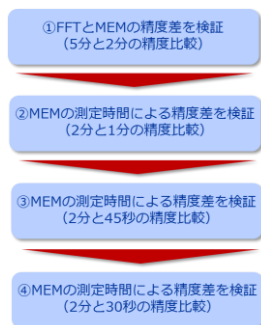 ①FFTとMEMの精度差を検証
（5分と2分の精度比較）
②MEMの測定時間による精度差を検証
（2分と1分の精度比較）
③MEMの測定時間による精度差を検証
（2分と45秒の精度比較）
④MEMの測定時間による精度差を検証
（2分と30秒の精度比較）